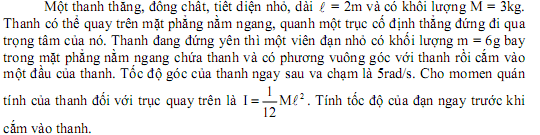 Một thanh thẳng, đồng chất, tiết diện nhỏ, dài ℓ = 2m và có khối lượng M = 3kg.
Thanh có thể quay trên mặt phẳng nằm ngang, quanh một trục cố định thẳng đứng đi qua
trọng tâm của nó. Thanh đang đứng yên thì một viên đạn nhỏ có khối lượng m = 6g bay
trong mặt phẳng nằm ngang chứa thanh và có phương vuông góc với thanh rồi cắm vào
một đầu của thanh. Tốc độ góc của thanh ngay sau va chạm là 5rad/s. Cho momen quán
tính của thanh đối với trục quay trên là I = 1/12 Mℓ². Tính tốc độ của đạn ngay trước khi
cắm vào thanh.